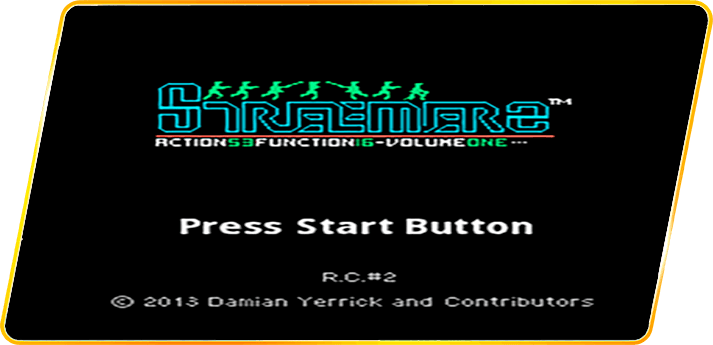 STREEMERZ™
ACTION53FUNCTION16-VOLUMEONE...
Press Start Button
R.C.#2
© 2013 Damian Yerrick and Contributors